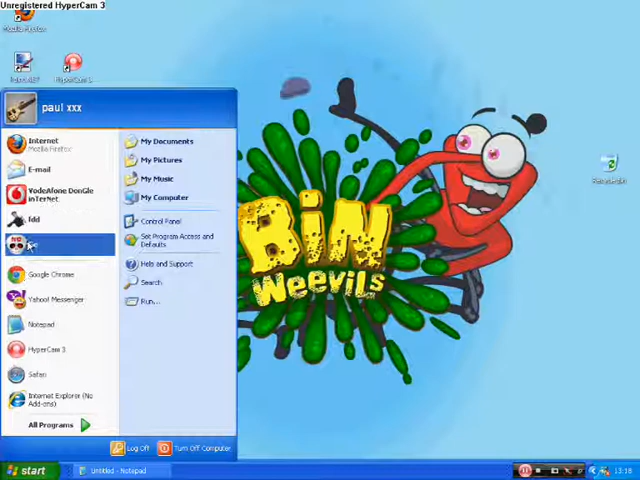 Unregistered HyperCam 3
paul xxx
Internet
Mozilla Firefox
E-mail
VodeAfone DonGle
inTerNet
Google Chrome
Yahoo! Messenger
Notepad
HyperCam 3
Safari
Internet Explorer (No
Add-ons)
All Programs
My Documents
My Pictures
My Music
My Computer
Control Panel
Set Program Access and
Defaults
Help and Support
Search
Run...
Log Off
Turn Off Computer
BiN
Weevils
Recycle Bin
start
Untitled - Notepad
13:18